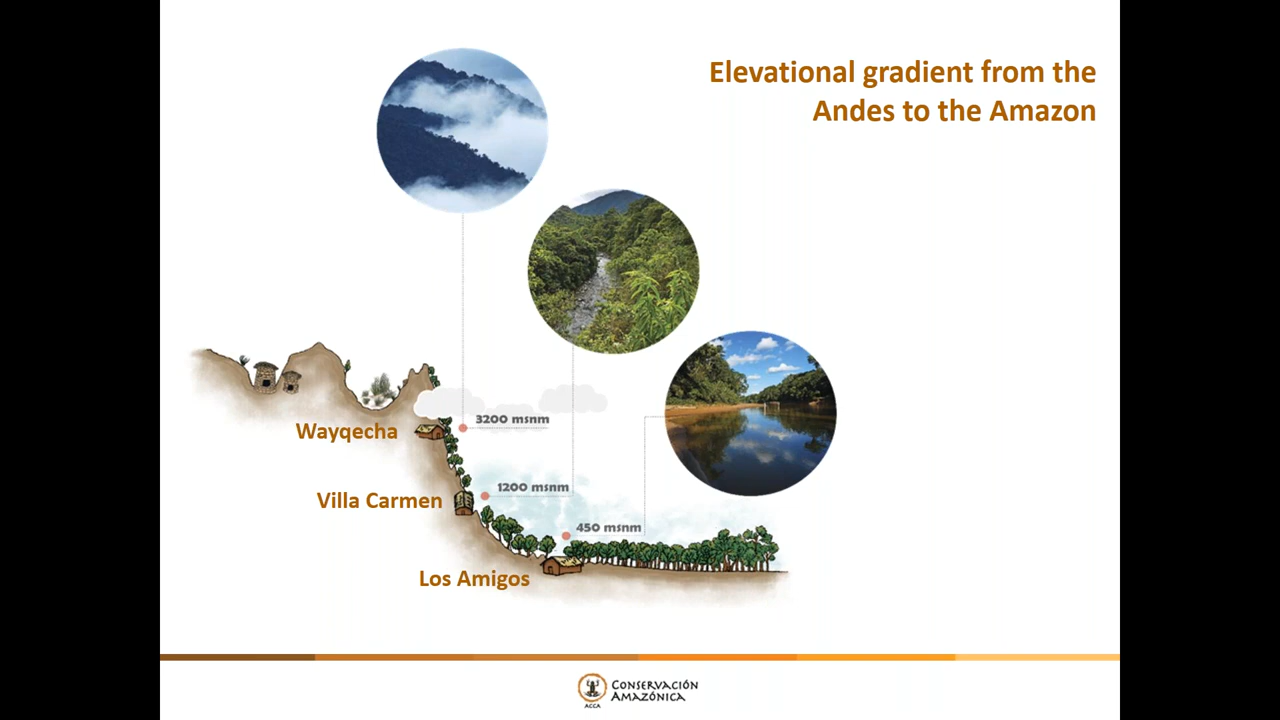 Elevational gradient from the
Andes to the Amazon
3200 msnm
Wayqecha
1200 msnm
Villa Carmen
450 msnm
Los Amigos
CONSERVACIÓN
AMAZÓNICA
ACCA